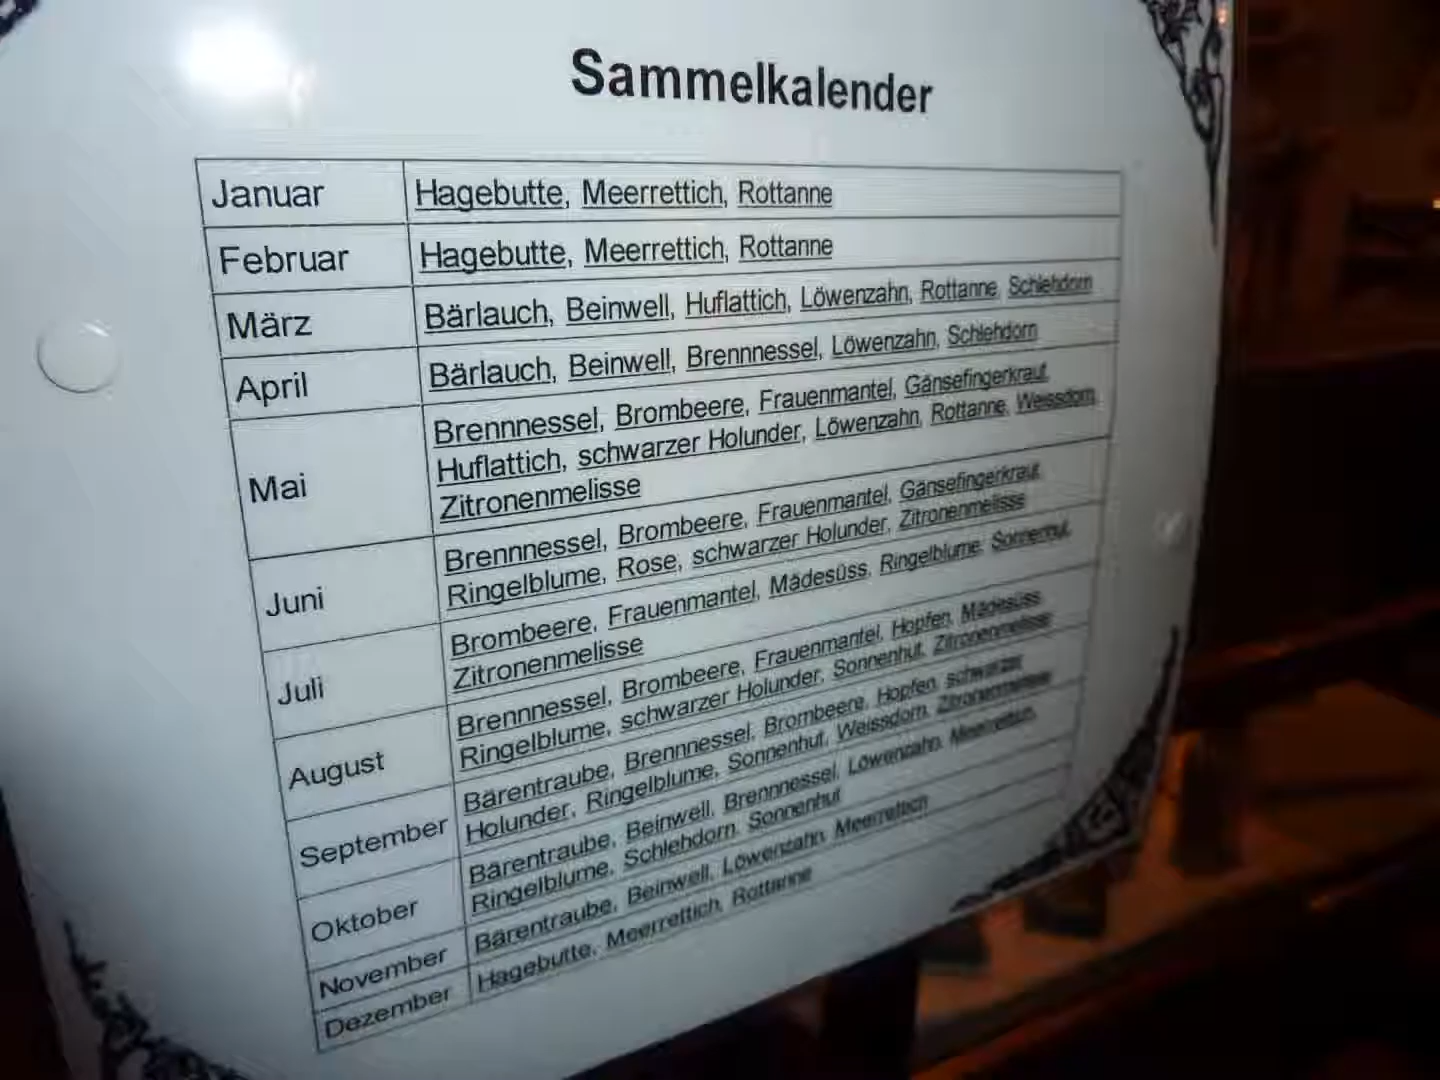 Sammelkalender
Januar Hagebutte, Meerrettich, Rottanne
Februar Hagebutte, Meerrettich, Rottanne
März Bärlauch, Beinwell, Huflattich, Löwenzahn, Rottanne, Schlehdorn
April Bärlauch, Beinwell, Brennnessel, Löwenzahn, Schlehdorn
Mai Brennnessel, Brombeere, Frauenmantel, Gänsefingerkraut,
Huflattich, schwarzer Holunder, Löwenzahn, Rottanne, Weissdorn,
Zitronenmelisse
Juni Brennnessel, Brombeere, Frauenmantel, Gänsefingerkraut,
Ringelblume, Rose, schwarzer Holunder, Zitronenmelisse
Juli Brombeere, Frauenmantel, Mädesüss, Ringelblume, Sonnenhut,
Zitronenmelisse
August Brennnessel, Brombeere, Frauenmantel, Hopfen, Mädesüss,
Ringelblume, schwarzer Holunder, Sonnenhut, Zitronenmelisse
September Bärentraube, Brennnessel, Brombeere, Hopfen, schwarzer
Holunder, Ringelblume, Sonnenhut, Weissdorn, Zitronenmelisse
Oktober Bärentraube, Beinwell, Brennnessel, Löwenzahn, Meerrettich,
Ringelblume, Schlehdorn, Sonnenhut
November Bärentraube, Beinwell, Löwenzahn, Meerrettich
Dezember Hagebutte, Meerrettich, Rottanne